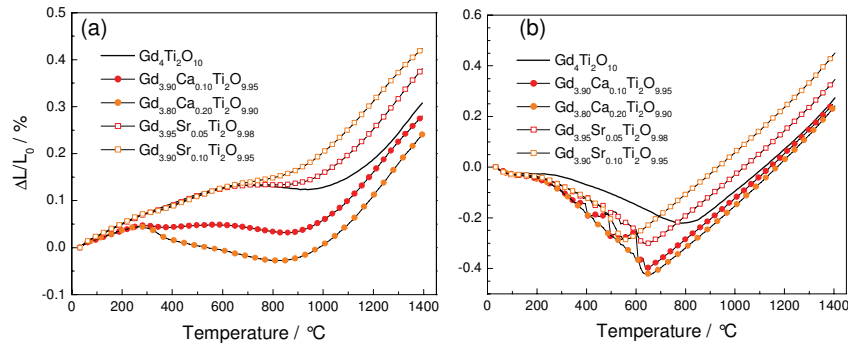 (a)
Gd4Ti2O10
Gd3.90Ca0.10Ti2O9.95
Gd3.80Ca0.20Ti2O9.90
Gd3.95Sr0.05Ti2O9.98
Gd3.90Sr0.10Ti2O9.95
ΔL/L0 / %
0.5
0.4
0.3
0.2
0.1
0.0
-0.1
0 200 400 600 800 1000 1200 1400
Temperature / °C
(b)
Gd4Ti2O10
Gd3.90Ca0.10Ti2O9.95
Gd3.80Ca0.20Ti2O9.90
Gd3.95Sr0.05Ti2O9.98
Gd3.90Sr0.10Ti2O9.95
0.6
0.4
0.2
0.0
-0.2
-0.4
0 200 400 600 800 1000 1200 1400
Temperature / °C